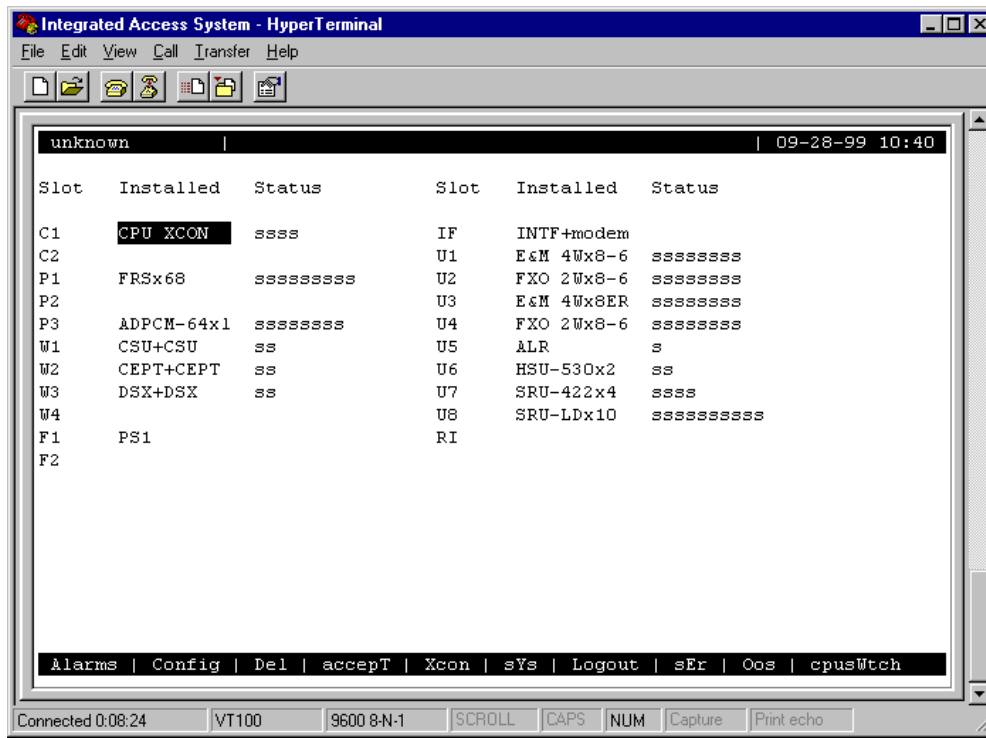 Integrated Access System - HyperTerminal
File Edit View Call Transfer Help
unknown | | 09-28-99 10:40
Slot Installed Status Slot Installed Status
C1 CPU XCON ssss IF INTF+modem
C2 U1 E&M 4Wx8-6 ssssssss
P1 FRSx68 sssssssss U2 FXO 2Wx8-6 ssssssss
P2 U3 E&M 4Wx8ER ssssssss
P3 ADPCM-64x1 ssssssss U4 FXO 2Wx8-6 ssssssss
W1 CSU+CSU ss U5 ALR s
W2 CEPT+CEPT ss U6 HSU-530x2 ss
W3 DSX+DSX ss U7 SRU-422x4 ssss
W4 U8 SRU-LDx10 ssssssssss
F1 PS1 RI
F2
Alarms | Config | Del | accepT | Xcon | sYs | Logout | sEr | Oos | cpusWtch
Connected 0:08:24 VT100 9600 8-N-1 SCROLL CAPS NUM Capture Print echo